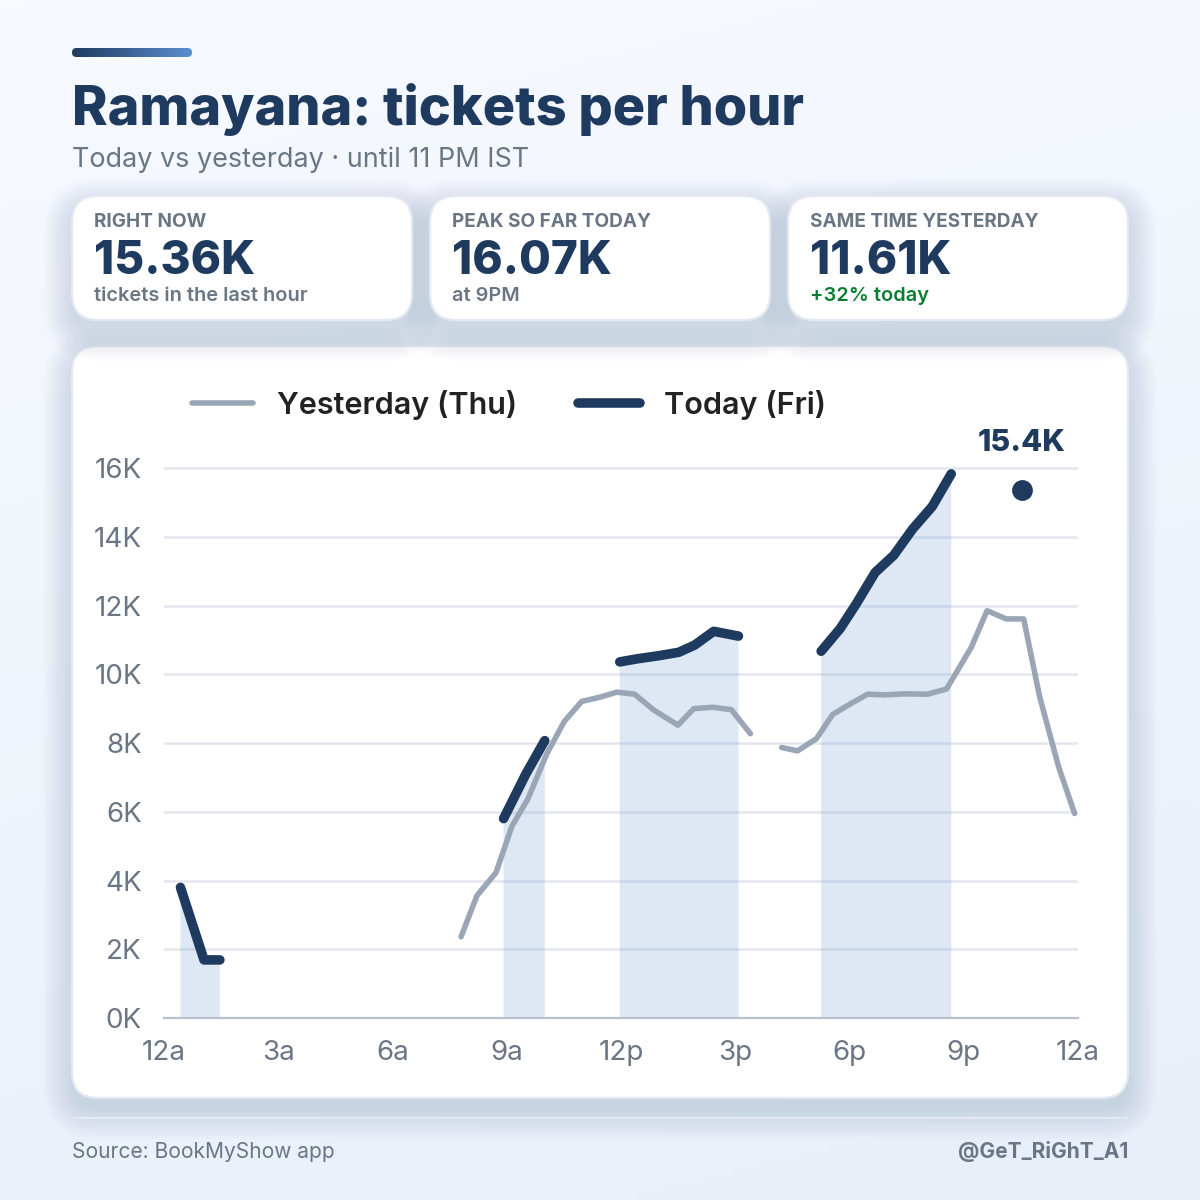 Ramayana: tickets per hour
Today vs yesterday · until 11 PM IST
RIGHT NOW
15.36K
tickets in the last hour
PEAK SO FAR TODAY
16.07K
at 9PM
SAME TIME YESTERDAY
11.61K
+32% today
Yesterday (Thu)
Today (Fri)
15.4K
16K
14K
12K
10K
8K
6K
4K
2K
0K
12a 3a 6a 9a 12p 3p 6p 9p 12a
Source: BookMyShow app
@GeT_RiGhT_A1